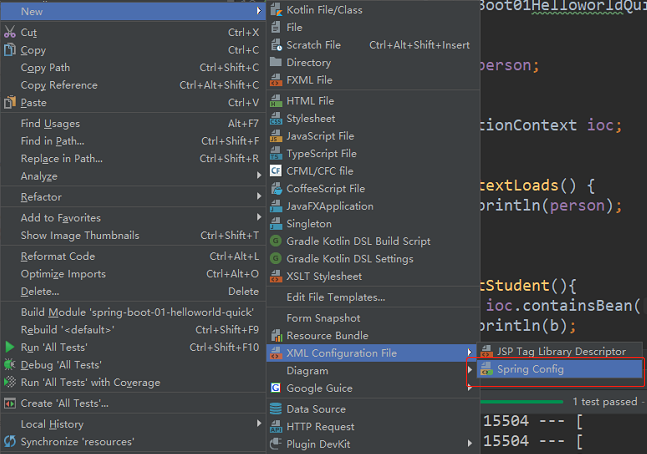 New
Cut Ctrl+X
Copy Ctrl+C
Copy Path Ctrl+Shift+C
Copy Reference Ctrl+Alt+Shift+C
Paste Ctrl+V
Find Usages Alt+F7
Find in Path... Ctrl+Shift+F
Replace in Path... Ctrl+Shift+R
Analyze
Refactor
Add to Favorites
Show Image Thumbnails Ctrl+Shift+T
Reformat Code Ctrl+Alt+L
Optimize Imports Ctrl+Alt+O
Delete... Delete
Build Module 'spring-boot-01-helloworld-quick'
Rebuild '<default>' Ctrl+Shift+F9
Run 'All Tests' Ctrl+Shift+F10
Debug 'All Tests'
Run 'All Tests' with Coverage
Create 'All Tests'...
Local History
Synchronize 'resources'
Kotlin File/Class
File
Scratch File Ctrl+Alt+Shift+Insert
Directory
FXML File
HTML File
Stylesheet
JavaScript File
TypeScript File
CFML/CFC file
CoffeeScript File
JavaFXApplication
Singleton
Gradle Kotlin DSL Build Script
Gradle Kotlin DSL Settings
XSLT Stylesheet
Edit File Templates...
Form Snapshot
Resource Bundle
XML Configuration File
Diagram
Google Guice
Data Source
HTTP Request
Plugin DevKit
JSP Tag Library Descriptor
Spring Config
Boot01HelloworldQui
person;
tionContext ioc;
textLoads() {
println(person);
tStudent(){
ioc.containsBean(
println(b);
1 test passed
15504 --- [
15504 --- [